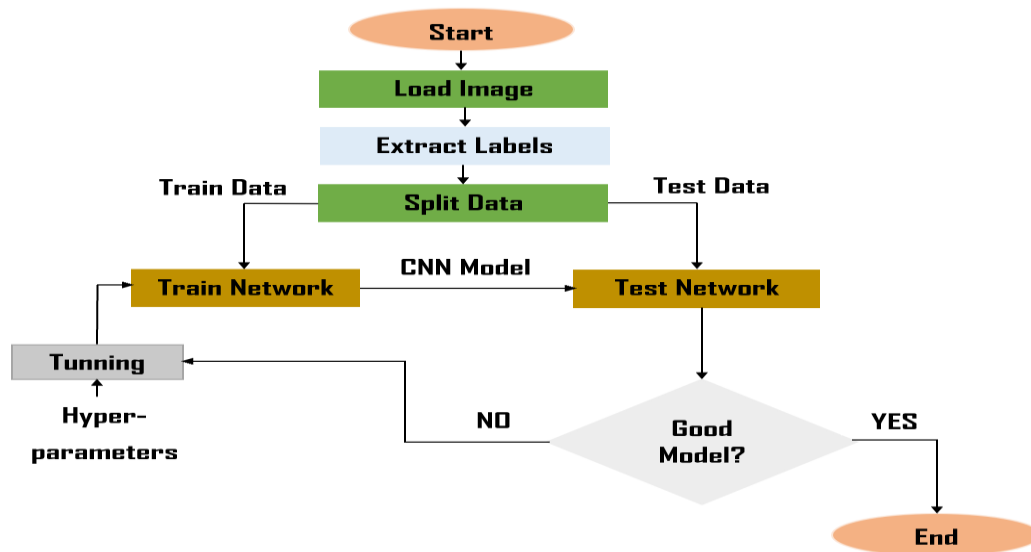 Start
Load Image
Extract Labels
Train Data
Test Data
Split Data
CNN Model
Train Network
Test Network
Tunning
Hyper-
parameters
NO
Good
Model?
YES
End